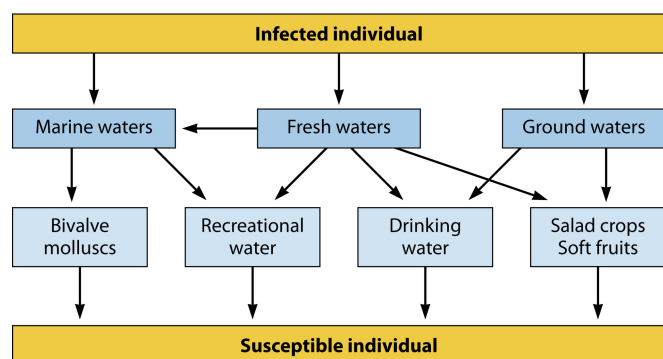 Infected individual
Marine waters
Fresh waters
Ground waters
Bivalve
molluscs
Recreational
water
Drinking
water
Salad crops
Soft fruits
Susceptible individual